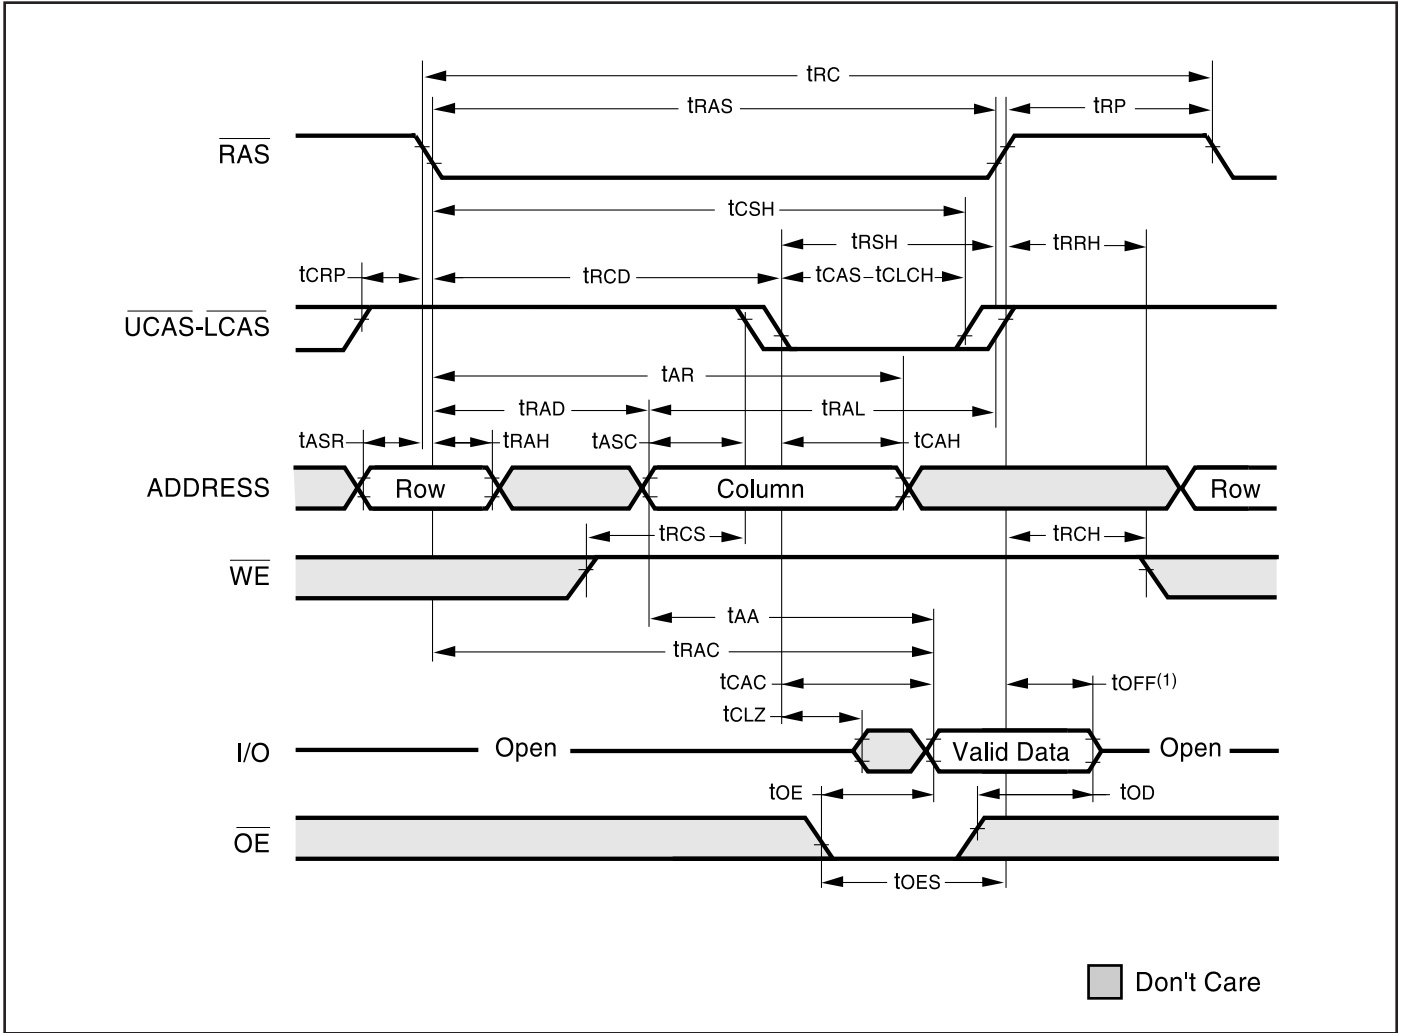 tRC
tRAS
tRP
RAS
tCSH
tRSH
tRRH
tCRP
tRCD
tCAS-tCLCH
UCAS-LCAS
tAR
tRAD
tRAL
tASR
tRAH
tASC
tCAH
ADDRESS
Row
Column
Row
tRCS
tRCH
WE
tAA
tRAC
tCAC
tOFF(1)
tCLZ
I/O
Open
Valid Data
Open
tOE
tOD
OE
tOES
Don't Care